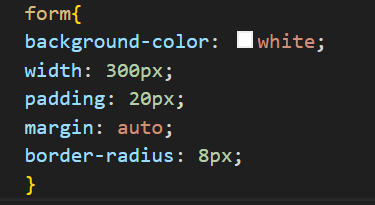 form{
background-color: white;
width: 300px;
padding: 20px;
margin: auto;
border-radius: 8px;
}